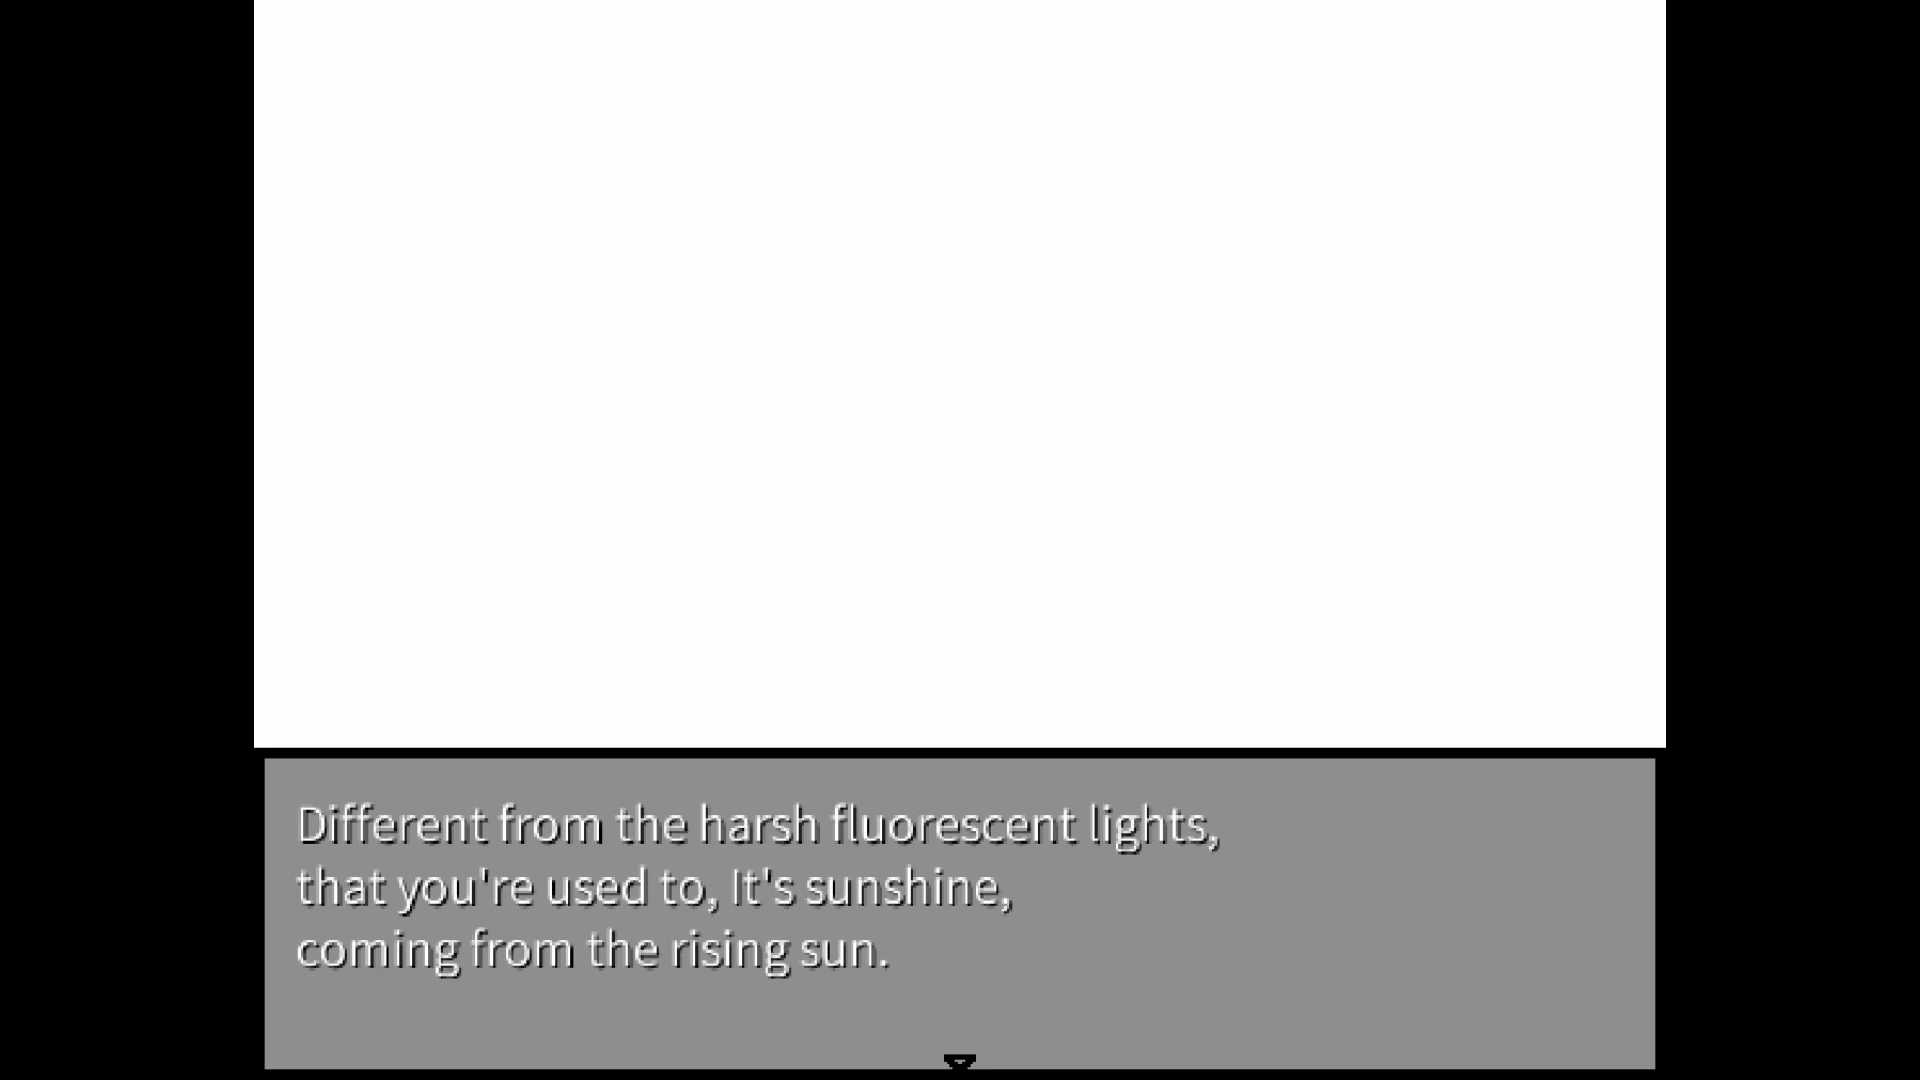 Different from the harsh fluorescent lights,
that you're used to, It's sunshine,
coming from the rising sun.